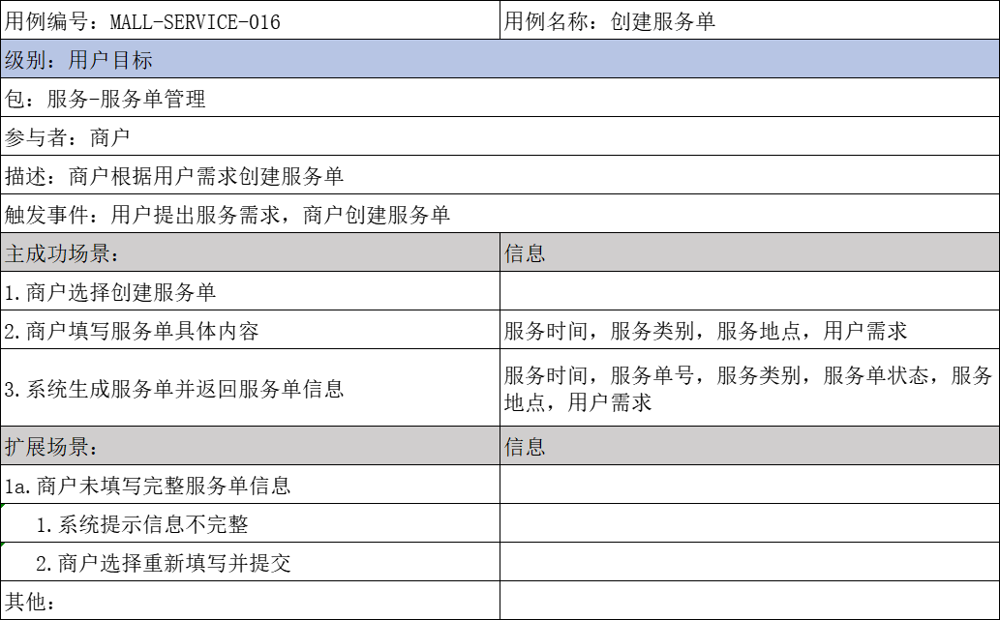 用例编号：MALL-SERVICE-016
用例名称：创建服务单
级别：用户目标
包：服务-服务单管理
参与者：商户
描述：商户根据用户需求创建服务单
触发事件：用户提出服务需求，商户创建服务单
主成功场景：
信息
1.商户选择创建服务单
2.商户填写服务单具体内容
服务时间，服务类别，服务地点，用户需求
3.系统生成服务单并返回服务单信息
服务时间，服务单号，服务类别，服务单状态，服务
地点，用户需求
扩展场景：
信息
1a.商户未填写完整服务单信息
1.系统提示信息不完整
2.商户选择重新填写并提交
其他：